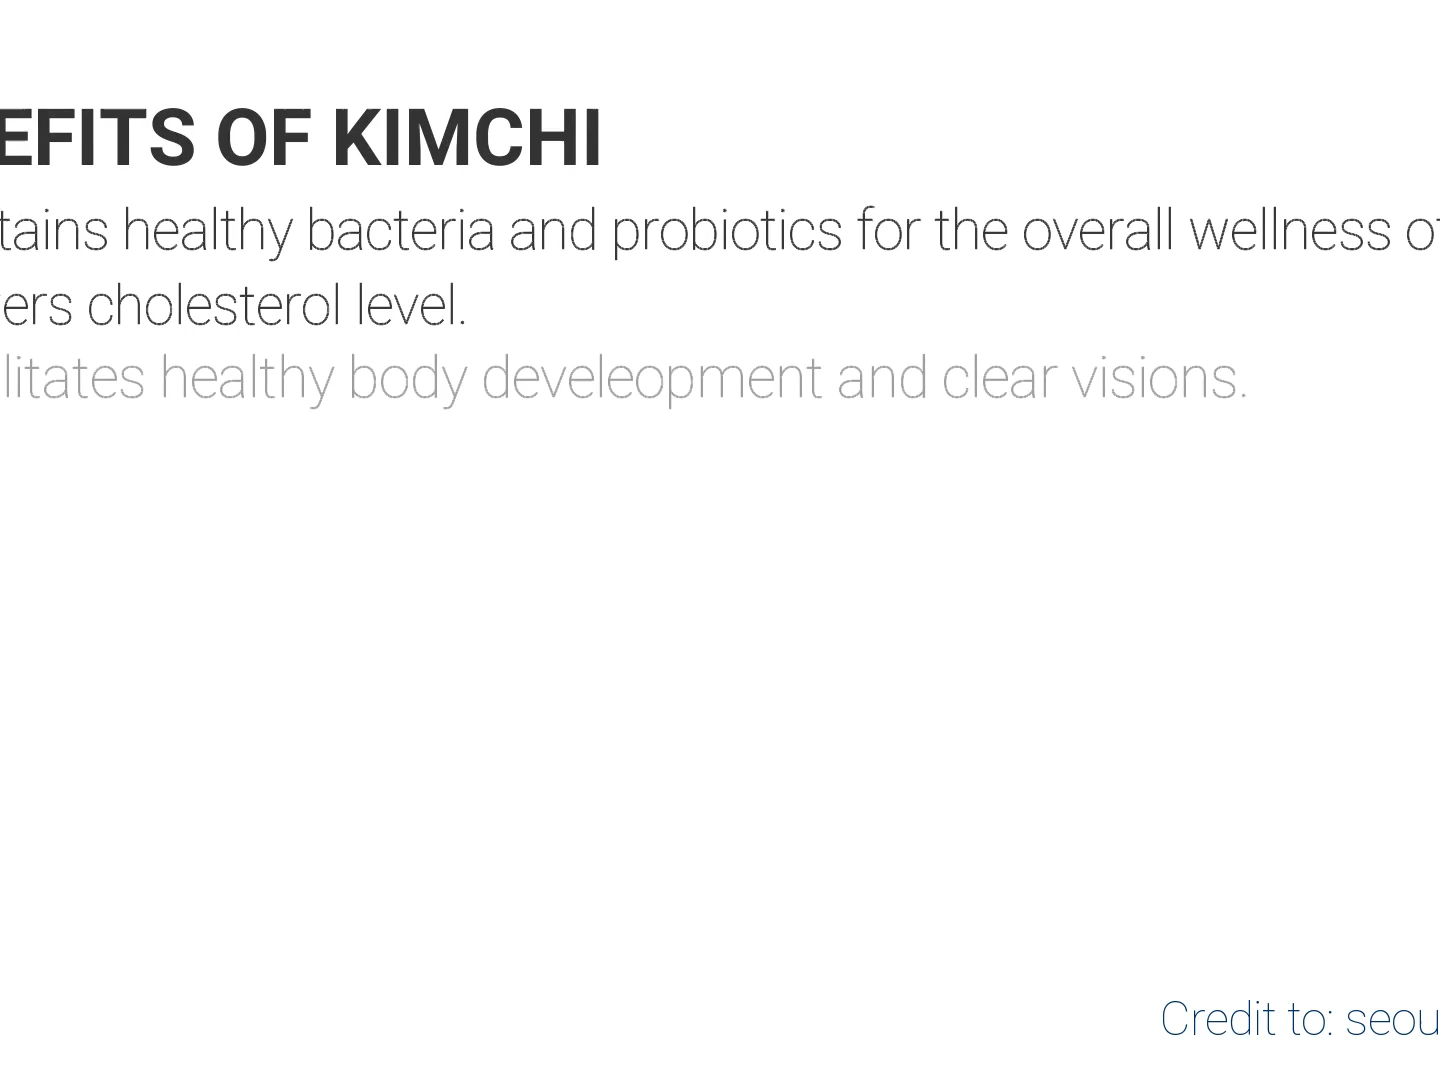 EFITS OF KIMCHI
tains healthy bacteria and probiotics for the overall wellness of
ers cholesterol level.
litates healthy body develeopment and clear visions.
Credit to: seou